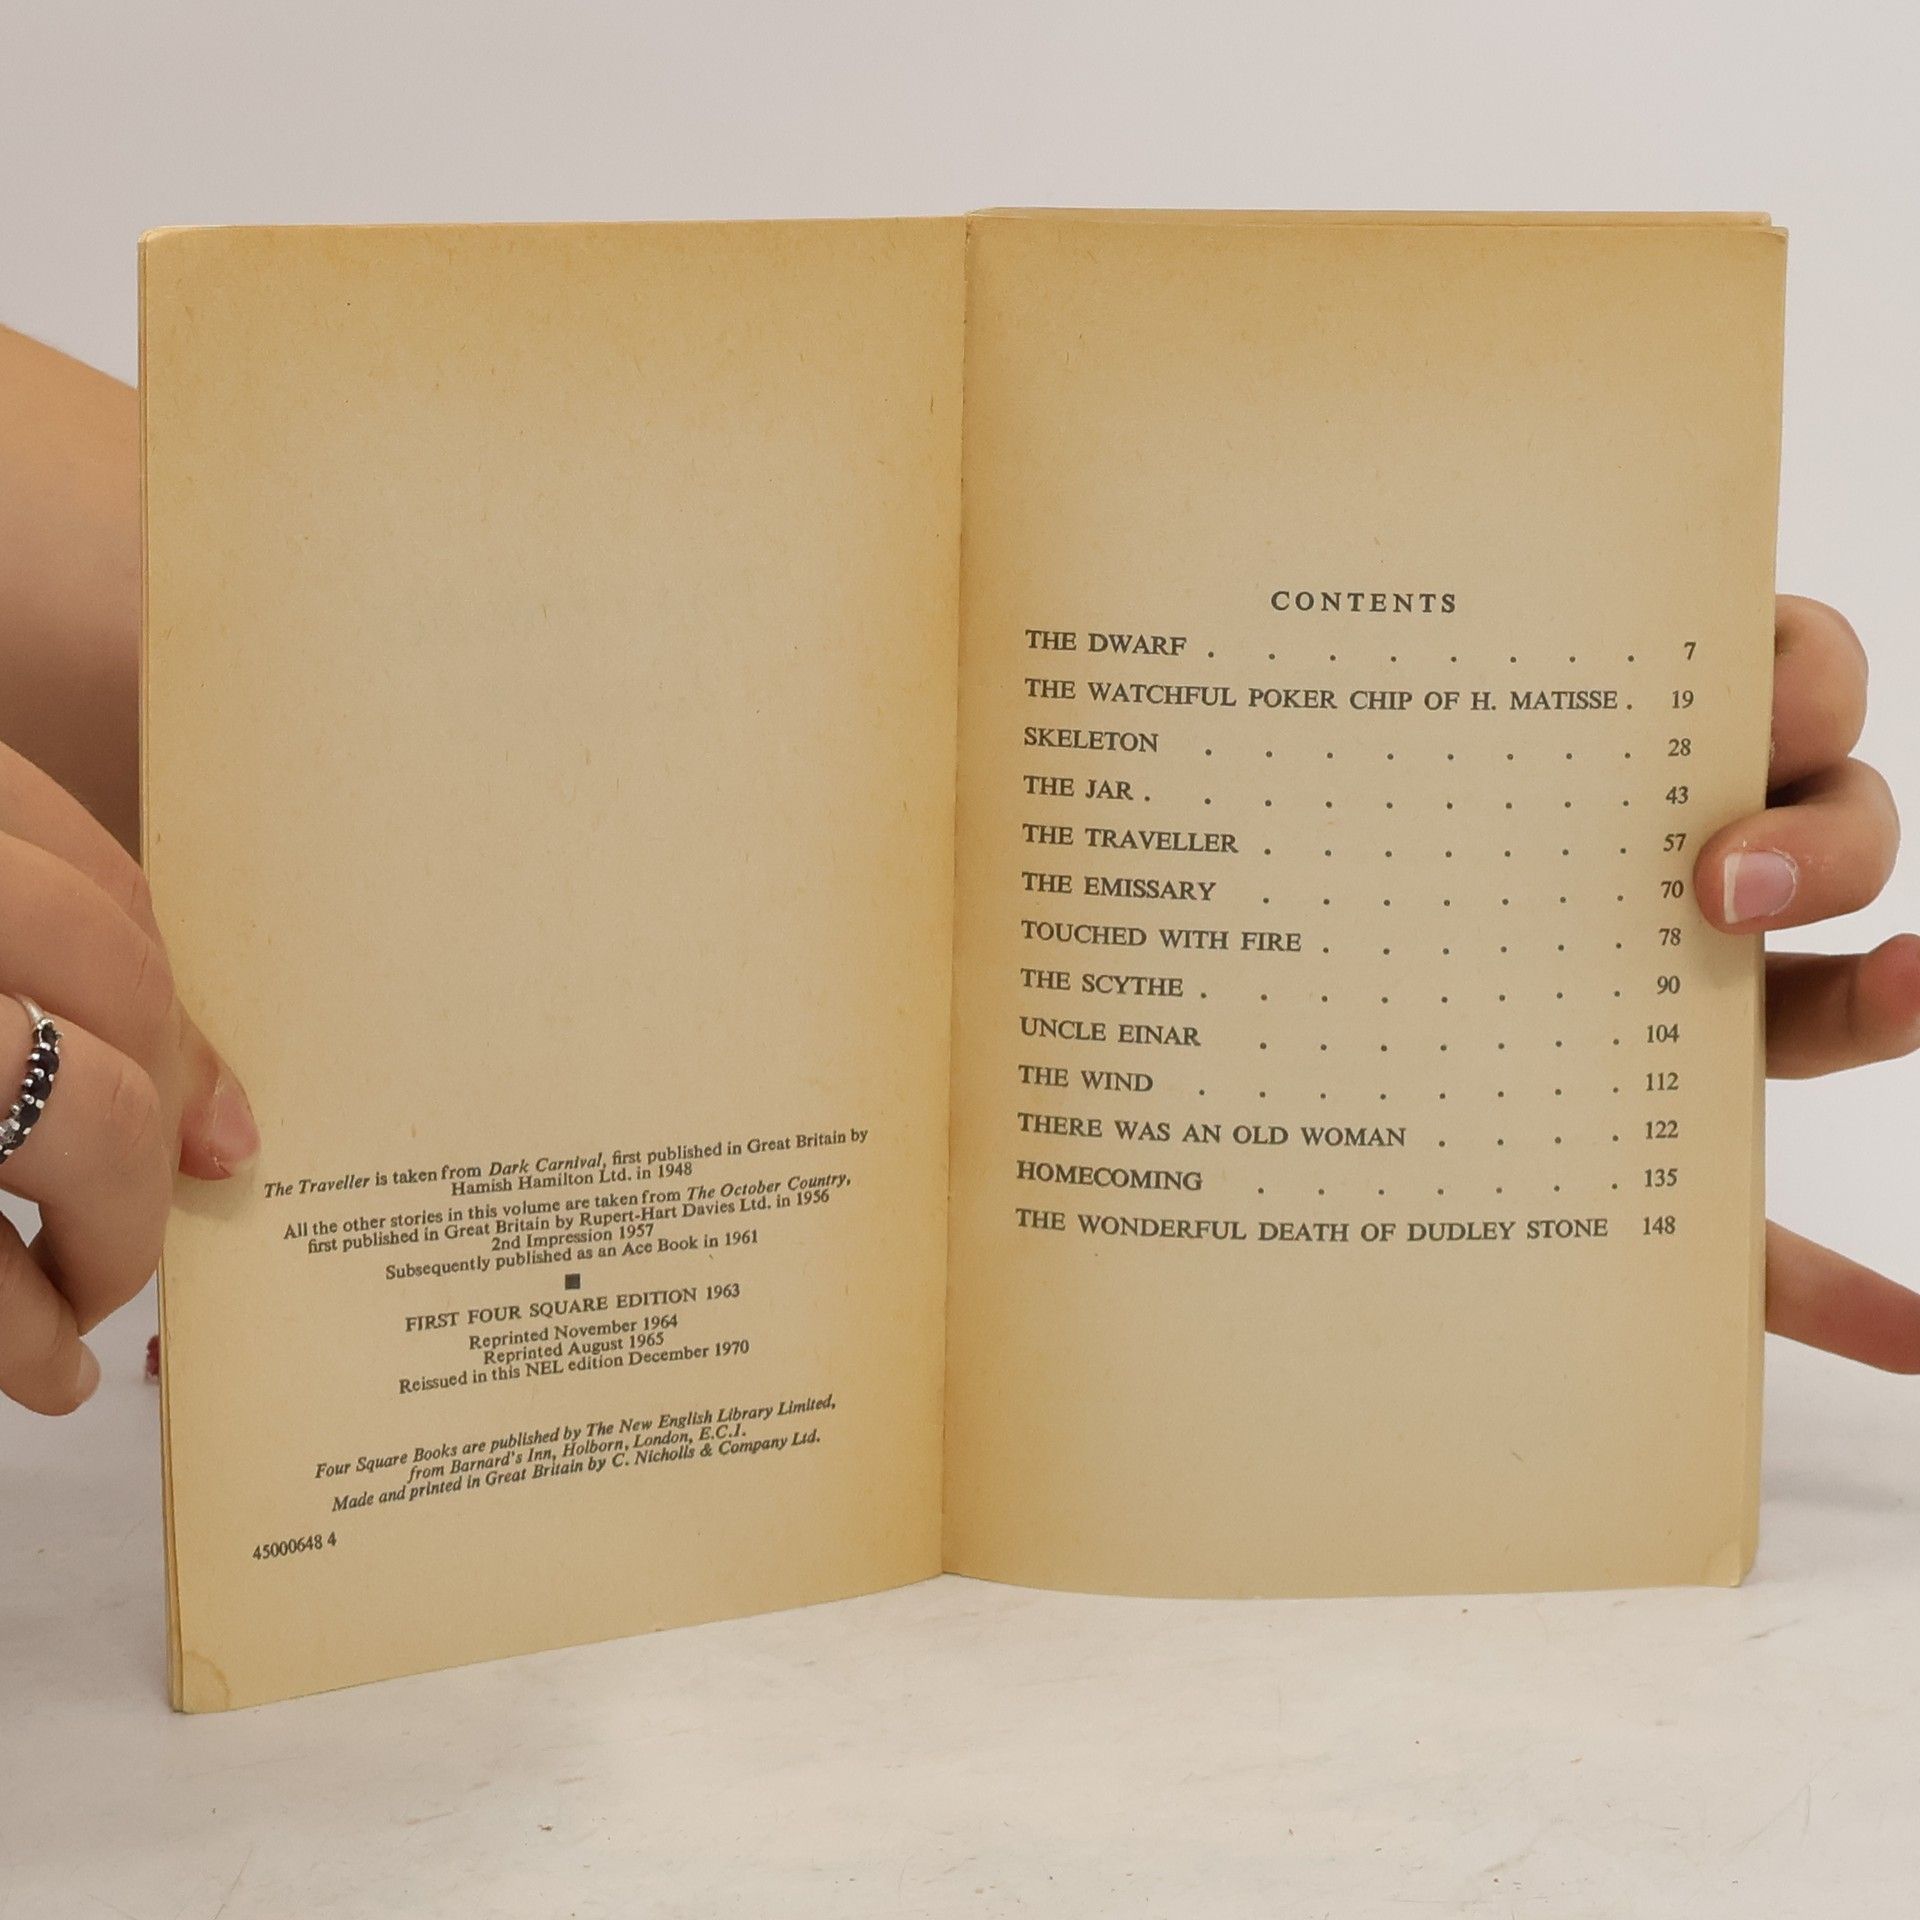 The Traveller is taken from Dark Carnival, first published in Great Britain by
Hamish Hamilton Ltd. in 1948
All the other stories in this volume are taken from The October Country,
first published in Great Britain by Rupert-Hart Davies Ltd. in 1956
2nd Impression 1957
Subsequently published as an Ace Book in 1961
FIRST FOUR SQUARE EDITION 1963
Reprinted November 1964
Reprinted August 1965
Reissued in this NEL edition December 1970
Four Square Books are published by The New English Library Limited,
from Barnard's Inn, Holborn, London, E.C.1.
Made and printed in Great Britain by C. Nicholls & Company Ltd.
45000648 4
CONTENTS
THE DWARF . . . . . . . . 7
THE WATCHFUL POKER CHIP OF H. MATISSE . 19
SKELETON . . . . . . . . 28
THE JAR . . . . . . . . . 43
THE TRAVELLER . . . . . . . 57
THE EMISSARY . . . . . . . 70
TOUCHED WITH FIRE . . . . . . 78
THE SCYTHE . . . . . . . . 90
UNCLE EINAR . . . . . . . 104
THE WIND . . . . . . . . 112
THERE WAS AN OLD WOMAN . . . . 122
HOMECOMING . . . . . . . 135
THE WONDERFUL DEATH OF DUDLEY STONE 148